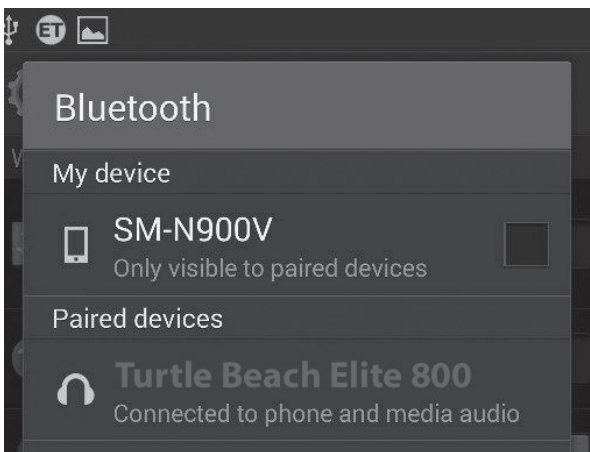 ET
Bluetooth
My device
SM-N900V
Only visible to paired devices
Paired devices
Turtle Beach Elite 800
Connected to phone and media audio